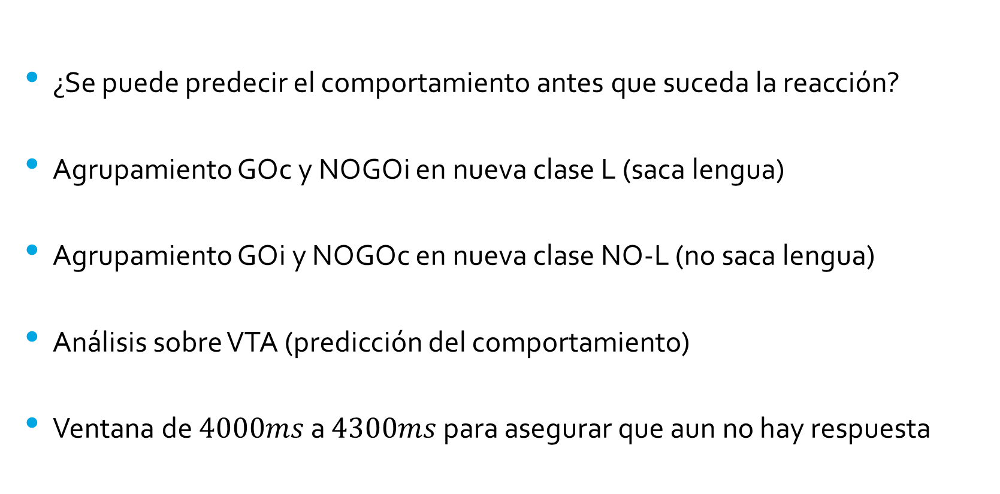 • ¿Se puede predecir el comportamiento antes que suceda la reacción?
• Agrupamiento GOc y NOGOi en nueva clase L (saca lengua)
• Agrupamiento GOi y NOGOc en nueva clase NO-L (no saca lengua)
• Análisis sobre VTA (predicción del comportamiento)
• Ventana de 4000ms a 4300ms para asegurar que aun no hay respuesta